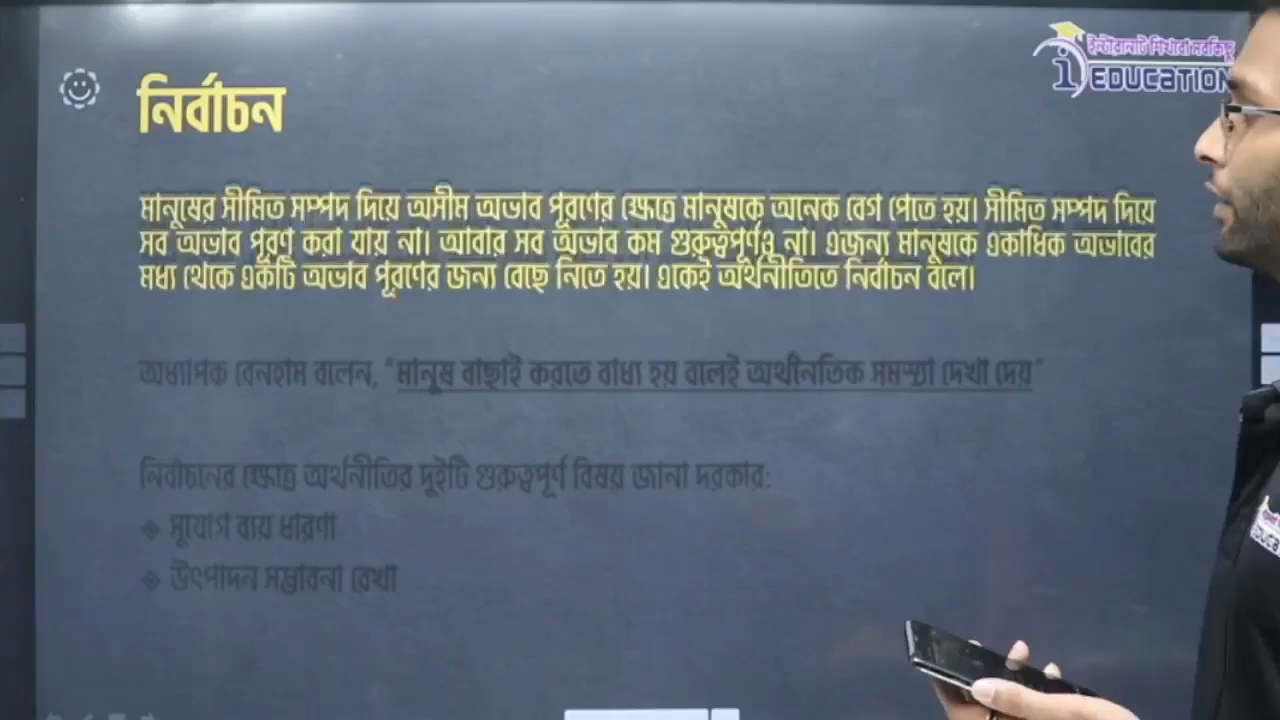 ইন্টারনেট শিখাবে সবকিছু
i EDUCATION
নির্বাচন
মানুষের সীমিত সম্পদ দিয়ে অসীম অভাব পূরণের ক্ষেত্রে মানুষকে অনেক বেগ পেতে হয়। সীমিত সম্পদ দিয়ে
সব অভাব পূরণ করা যায় না। আবার সব অভাব কম গুরুত্বপূর্ণও না। এজন্য মানুষকে একাধিক অভাবের
মধ্য থেকে একটি অভাব পূরণের জন্য বেছে নিতে হয়। একেই অর্থনীতিতে নির্বাচন বলে।
অধ্যাপক বেনহাম বলেন, “মানুষ বাছাই করতে বাধ্য হয় বলেই অর্থনৈতিক সমস্যা দেখা দেয়”
নির্বাচনের ক্ষেত্রে অর্থনীতির দুইটি গুরুত্বপূর্ণ বিষয় জানা দরকার:
❖ সুযোগ ব্যয় ধারণা
❖ উৎপাদন সম্ভাবনা রেখা